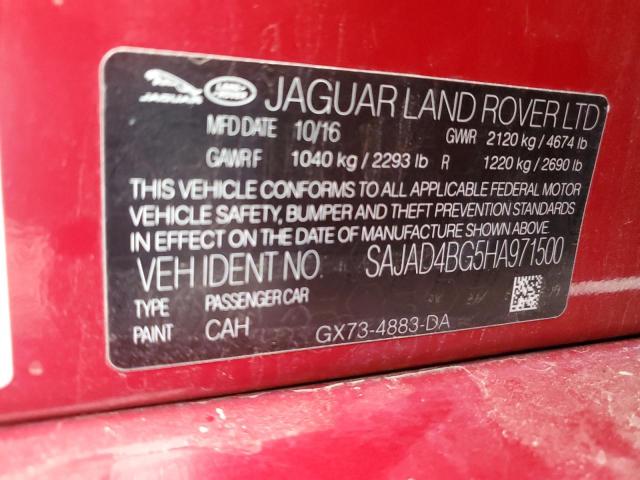 JAGUAR LAND ROVER JAGUAR LAND ROVER LTD
MFD DATE 10/16 GVWR 2120 kg / 4674 lb
GAWR F 1040 kg / 2293 lb R 1220 kg / 2690 lb
THIS VEHICLE CONFORMS TO ALL APPLICABLE FEDERAL MOTOR
VEHICLE SAFETY, BUMPER AND THEFT PREVENTION STANDARDS
IN EFFECT ON THE DATE OF MANUFACTURE SHOWN ABOVE
VEH IDENT NO. SAJAD4BG5HA971500
TYPE PASSENGER CAR
PAINT CAH GX73-4883-DA